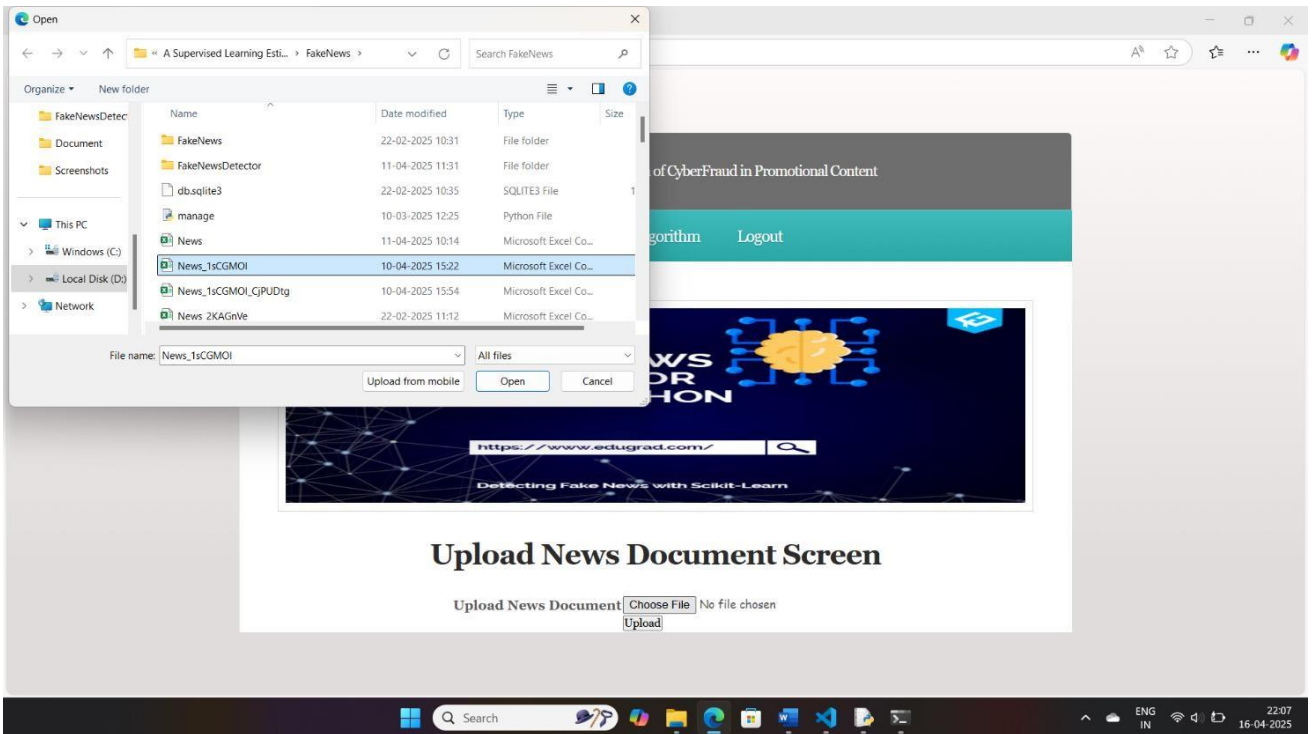 Open
« A Supervised Learning Esti... › FakeNews ›
Search FakeNews
Organize
New folder
Name
Date modified
Type
Size
FakeNewsDetec
Document
Screenshots
This PC
Windows (C:)
Local Disk (D:)
Network
FakeNews 22-02-2025 10:31 File folder
FakeNewsDetector 11-04-2025 11:31 File folder
db.sqlite3 22-02-2025 10:35 SQLITE3 File 1
manage 10-03-2025 12:25 Python File
News 11-04-2025 10:14 Microsoft Excel Co...
News_1sCGMOI 10-04-2025 15:22 Microsoft Excel Co...
News_1sCGMOI_CjPUDtg 10-04-2025 15:54 Microsoft Excel Co...
News 2KAGnVe 22-02-2025 11:12 Microsoft Excel Co...
File name: News_1sCGMOI
All files
Upload from mobile
Open
Cancel
of CyberFraud in Promotional Content
gorithm
Logout
WS
OR
HON
https://www.edugrad.com/
Detecting Fake News with Scikit-Learn
Upload News Document Screen
Upload News Document Choose File No file chosen
Upload
Search
ENG
IN
22:07
16-04-2025